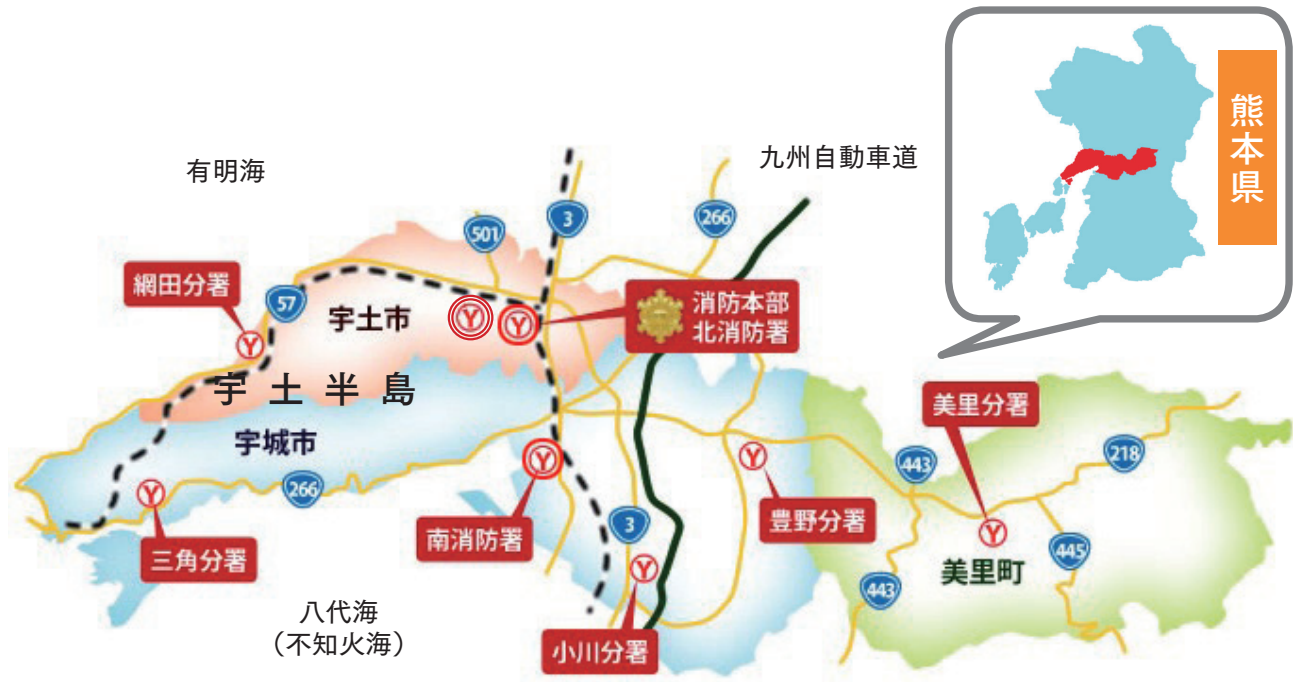 熊本県
有明海
九州自動車道
501
3
266
網田分署
57
宇土市
Y
Y
消防本部
北消防署
Y
宇土半島
宇城市
美里分署
Y
Y
443
218
266
Y
三角分署
南消防署
3
豊野分署
Y
445
Y
美里町
443
八代海
（不知火海）
小川分署